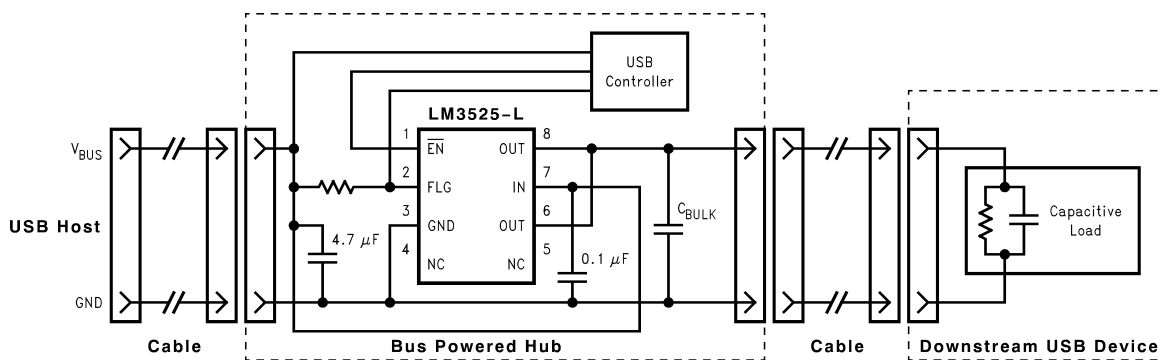 USB
Controller
LM3525-L
1
8
EN
OUT
VBUS
2
7
FLG
IN
3
6
USB Host
GND
OUT
CBULK
Capacitive
Load
4.7 μF
4
5
NC
NC
0.1 μF
GND
Cable
Bus Powered Hub
Cable
Downstream USB Device